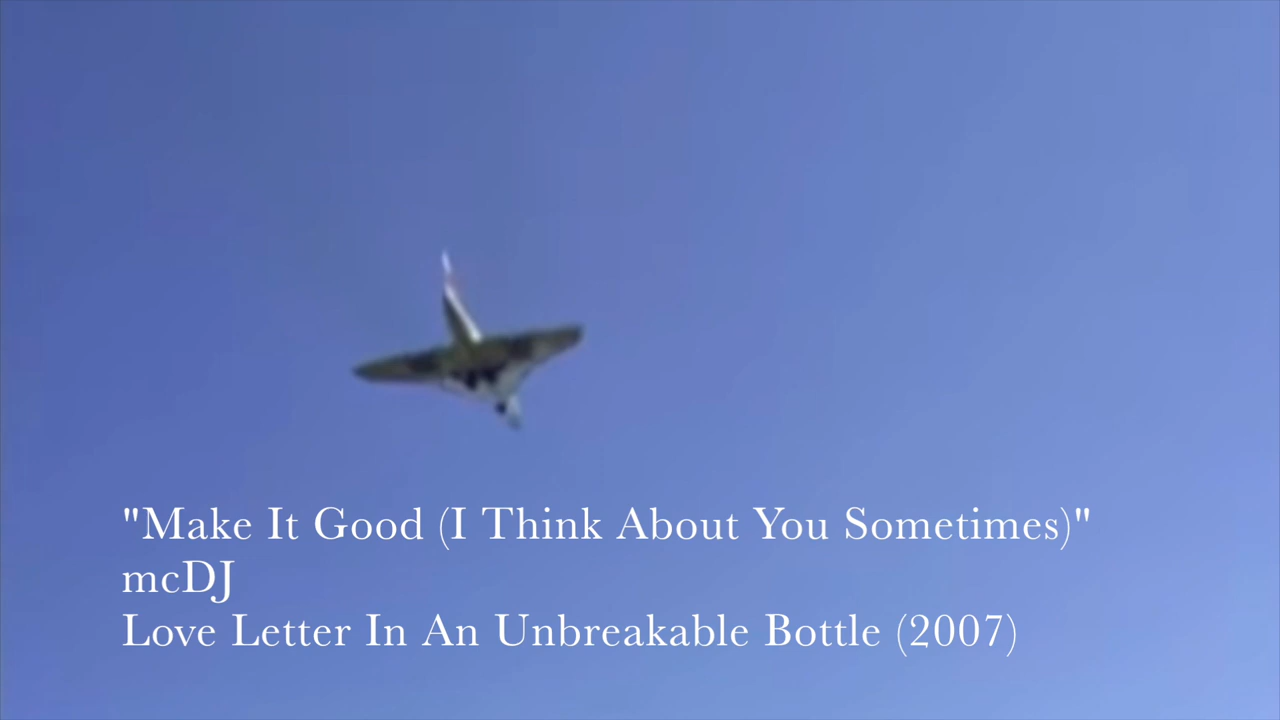 "Make It Good (I Think About You Sometimes)"
mcDJ
Love Letter In An Unbreakable Bottle (2007)